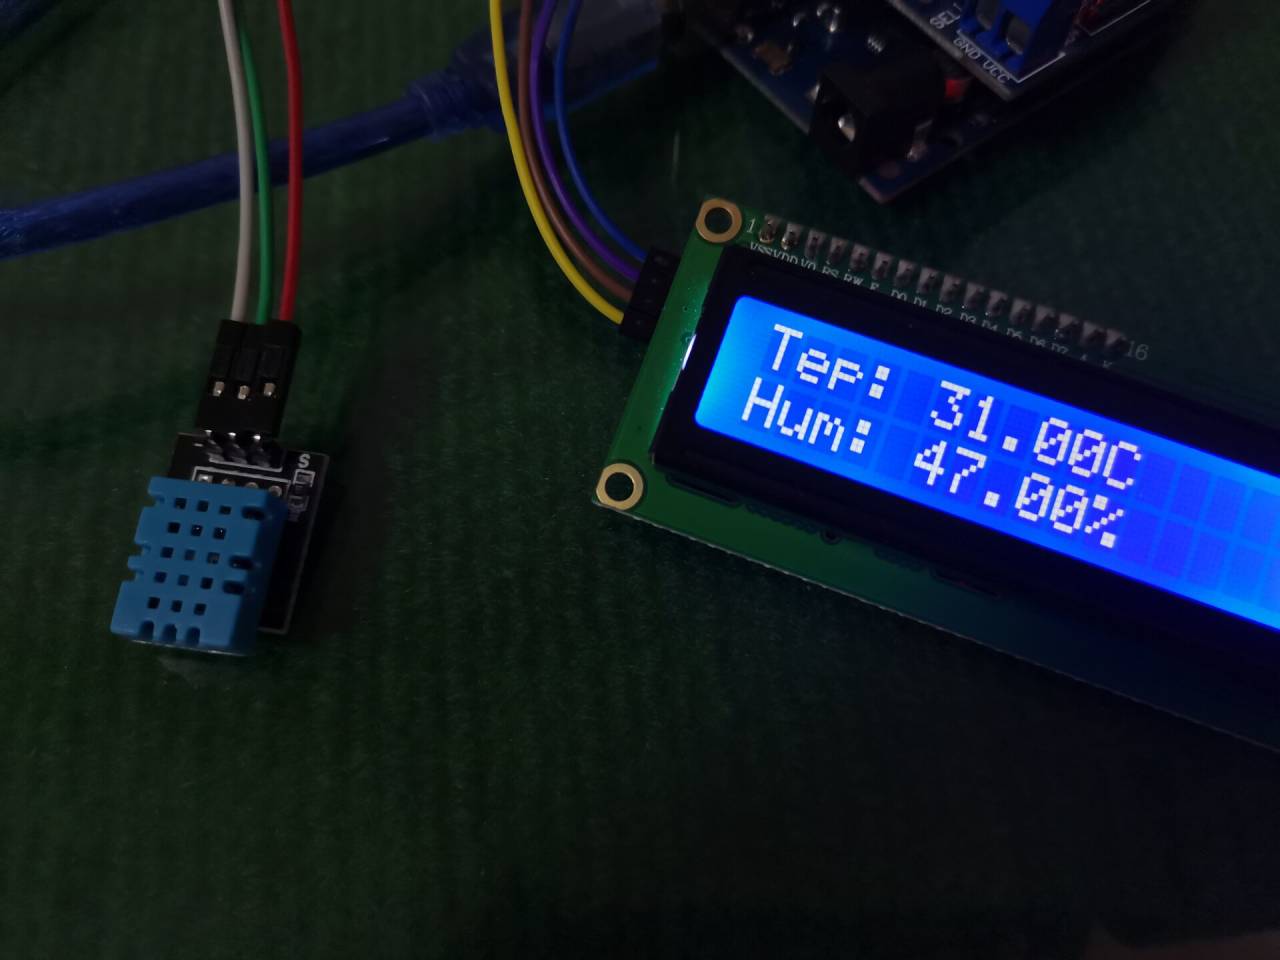 GND VCC
1
VSS VDD VO RS RW E D0 D1 D2 D3 D4 D5 D6 D7 A
16
Tep: 31.00C
Hum: 47.00%
S